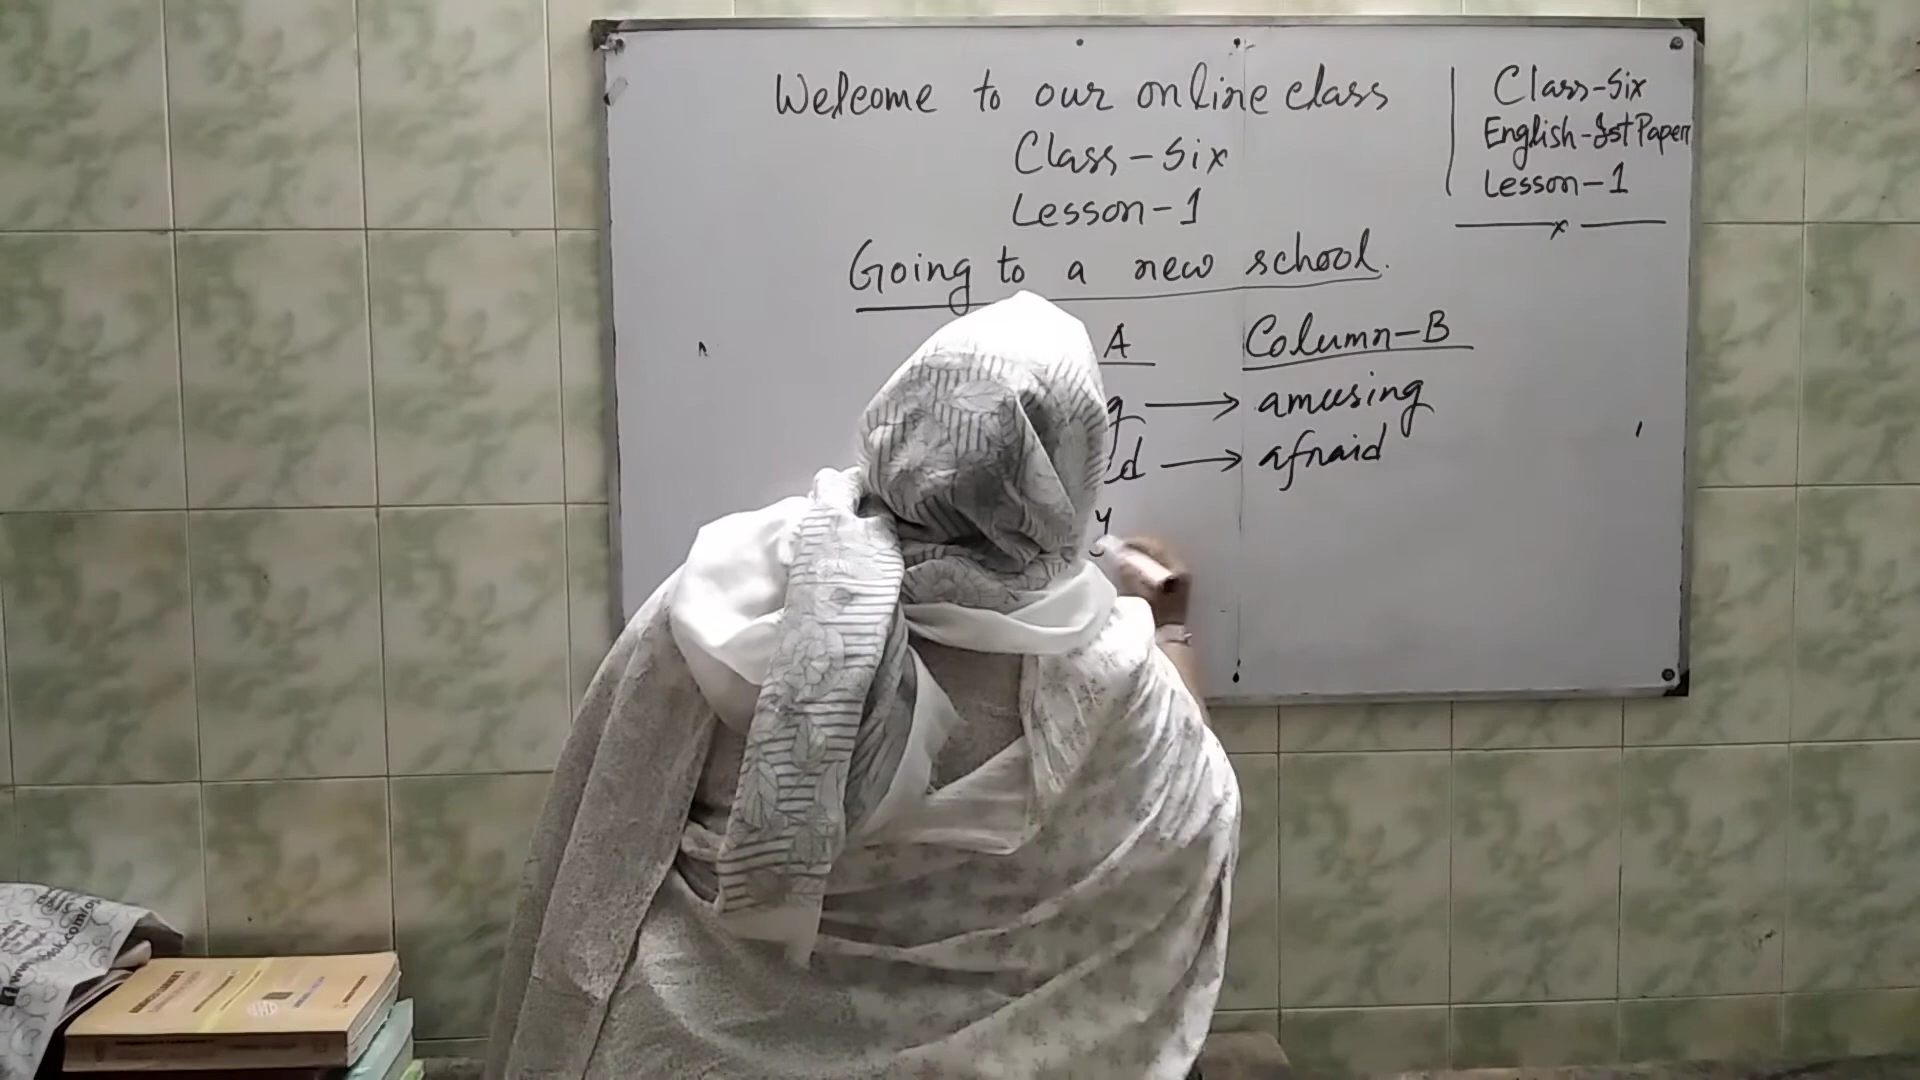 Welcome to our online class
Class-Six
Lesson-1
Going to a new school.
Class-Six
English-1st Paper
Lesson-1
x
A Column-B
g → amusing
d → afraid
y